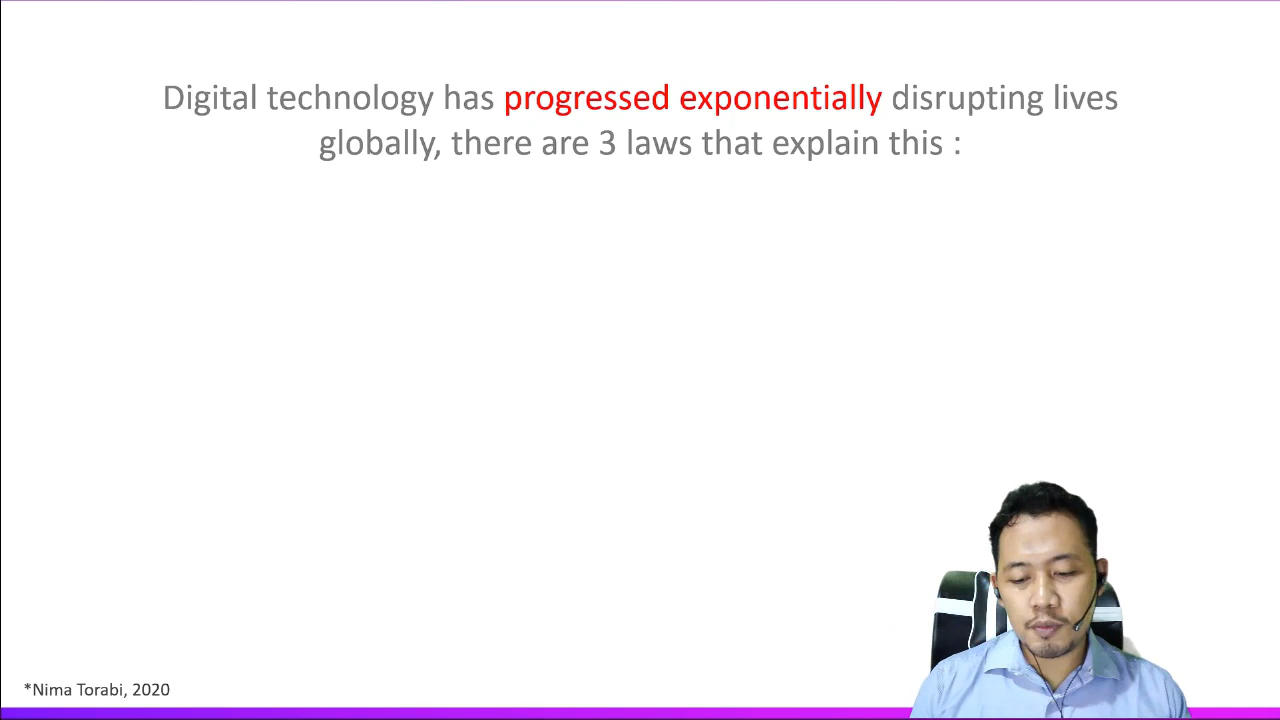 Digital technology has progressed exponentially disrupting lives
globally, there are 3 laws that explain this :
*Nima Torabi, 2020